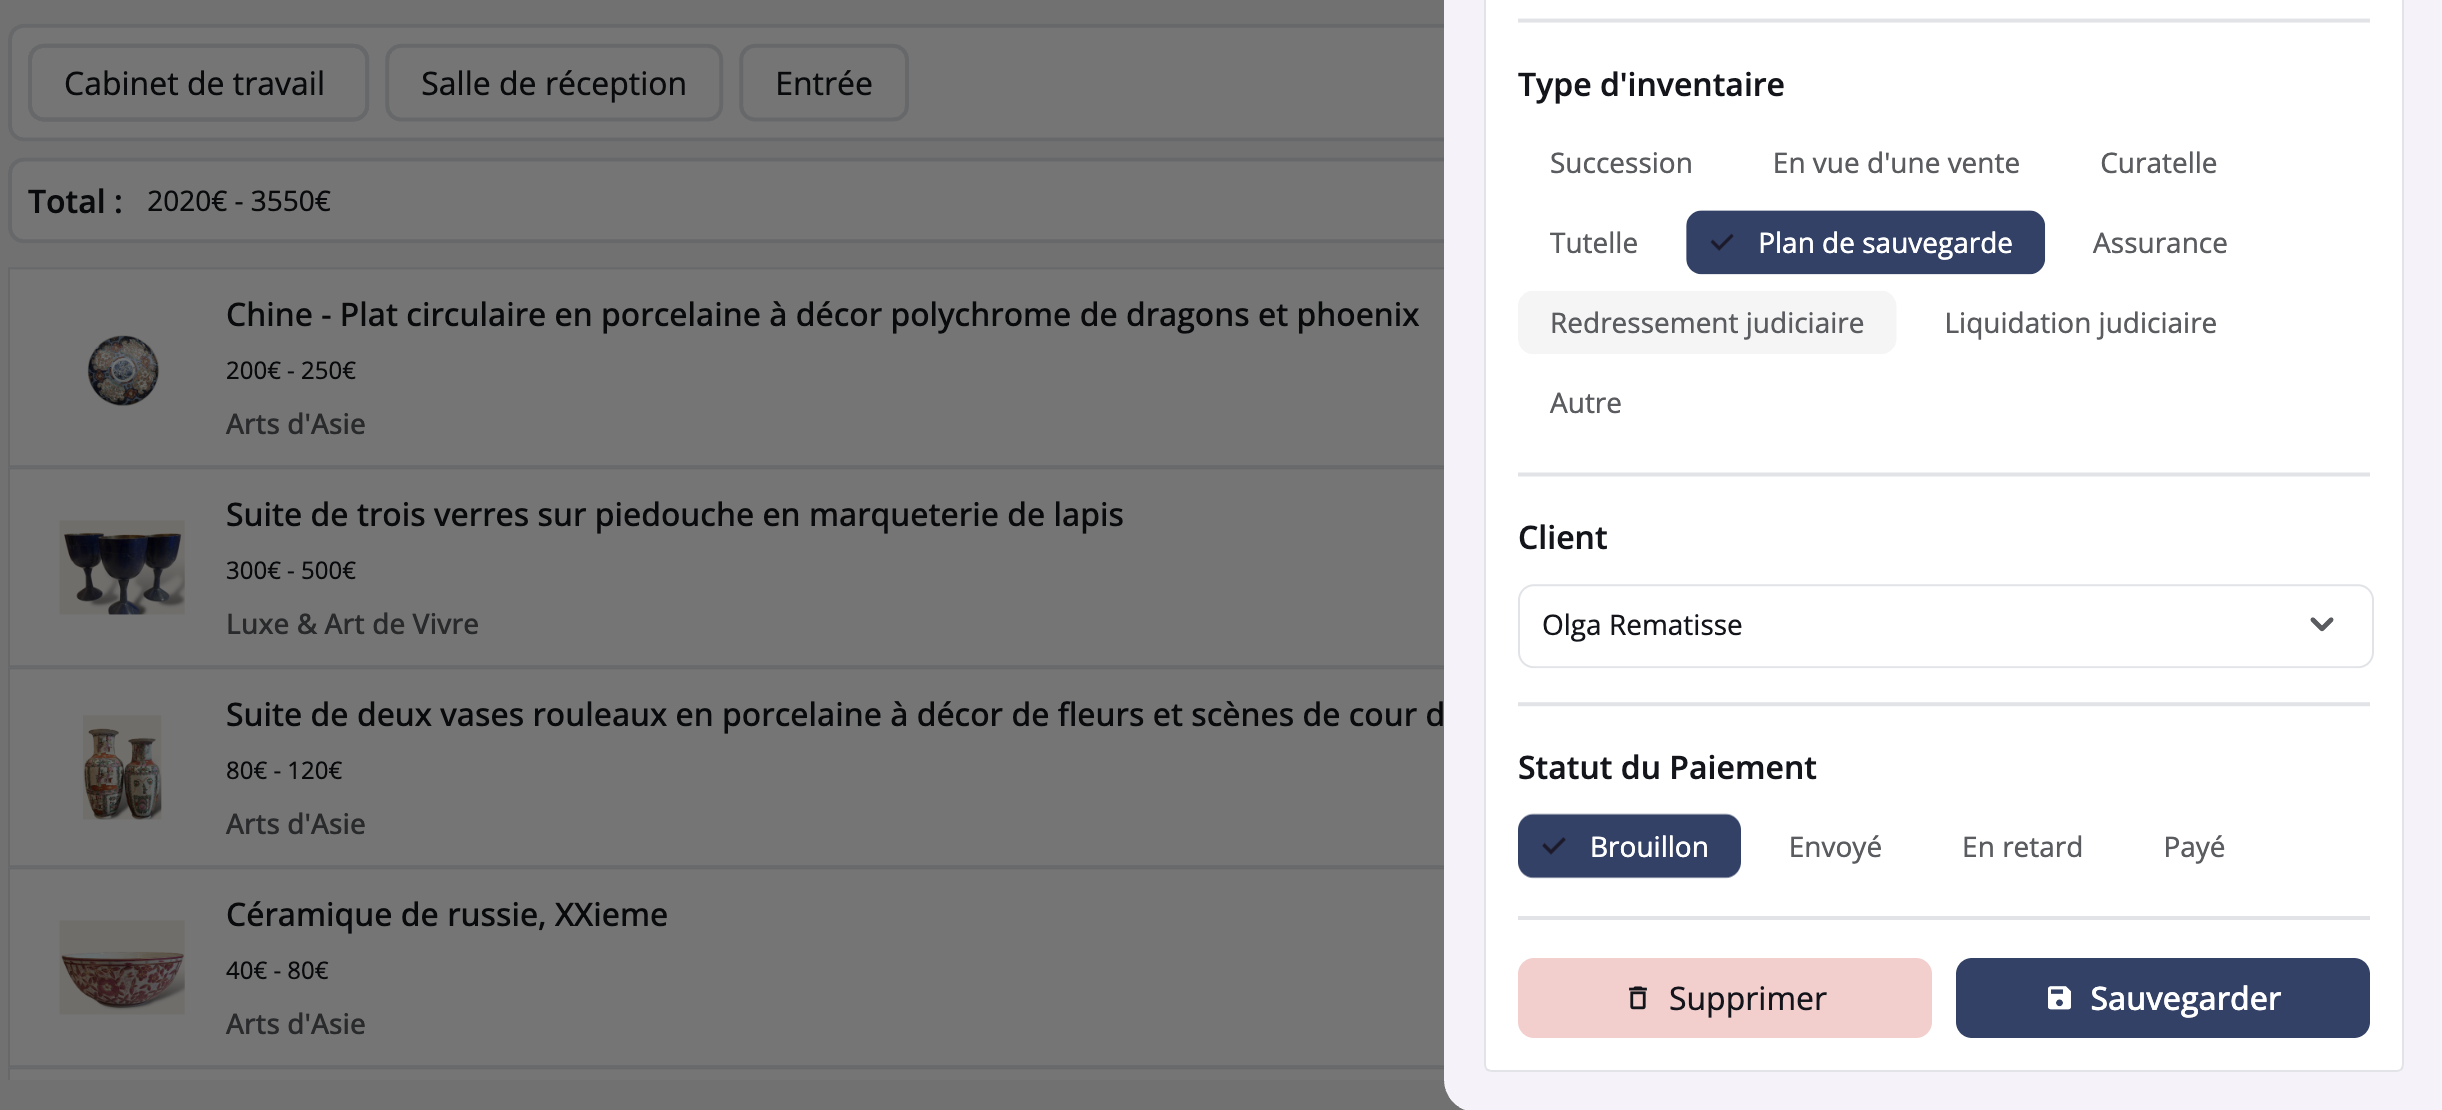 Cabinet de travail
Salle de réception
Entrée
Total : 2020€ - 3550€
Chine - Plat circulaire en porcelaine à décor polychrome de dragons et phoenix
200€ - 250€
Arts d'Asie
Suite de trois verres sur piedouche en marqueterie de lapis
300€ - 500€
Luxe & Art de Vivre
Suite de deux vases rouleaux en porcelaine à décor de fleurs et scènes de cour d
80€ - 120€
Arts d'Asie
Céramique de russie, XXieme
40€ - 80€
Arts d'Asie
Type d'inventaire
Succession
En vue d'une vente
Curatelle
Tutelle
Plan de sauvegarde
Assurance
Redressement judiciaire
Liquidation judiciaire
Autre
Client
Olga Rematisse
Statut du Paiement
Brouillon
Envoyé
En retard
Payé
Supprimer
Sauvegarder